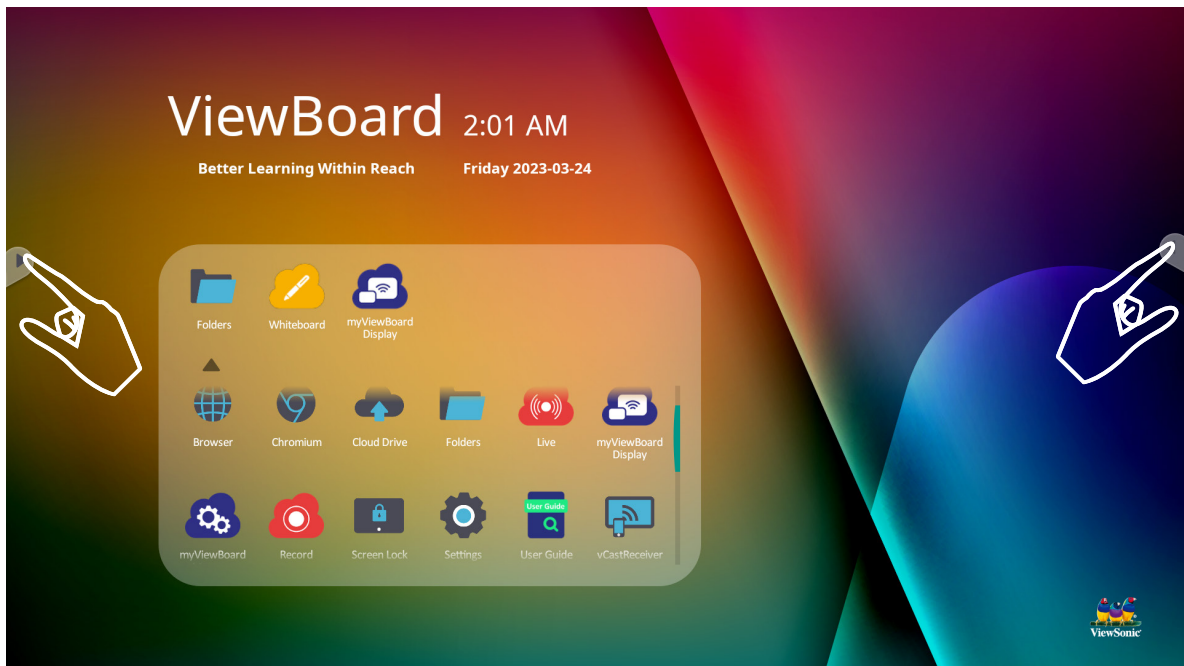 ViewBoard 2:01 AM
Better Learning Within Reach Friday 2023-03-24
Folders
Whiteboard
myViewBoard
Display
Browser
Chromium
Cloud Drive
Folders
Live
myViewBoard
Display
User Guide
myViewBoard
Record
Screen Lock
Settings
User Guide
vCastReceiver
ViewSonic